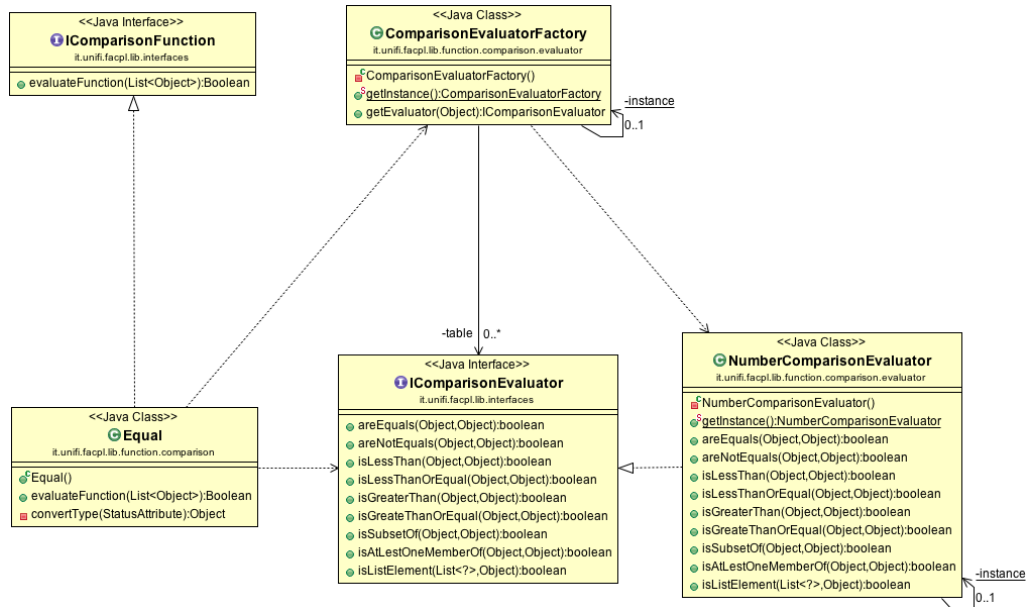 <<Java Interface>>
IComparisonFunction
it.unifi.facpl.lib.interfaces
evaluateFunction(List<Object>):Boolean
<<Java Class>>
ComparisonEvaluatorFactory
it.unifi.facpl.lib.function.comparison.evaluator
ComparisonEvaluatorFactory()
getInstance():ComparisonEvaluatorFactory
getEvaluator(Object):IComparisonEvaluator
-instance
0..1
-table 0..*
<<Java Class>>
Equal
it.unifi.facpl.lib.function.comparison
Equal()
evaluateFunction(List<Object>):Boolean
convertType(StatusAttribute):Object
<<Java Interface>>
IComparisonEvaluator
it.unifi.facpl.lib.interfaces
areEquals(Object,Object):boolean
areNotEquals(Object,Object):boolean
isLessThan(Object,Object):boolean
isLessThanOrEqual(Object,Object):boolean
isGreaterThan(Object,Object):boolean
isGreateThanOrEqual(Object,Object):boolean
isSubsetOf(Object,Object):boolean
isAtLestOneMemberOf(Object,Object):boolean
isListElement(List<?>,Object):boolean
<<Java Class>>
NumberComparisonEvaluator
it.unifi.facpl.lib.function.comparison.evaluator
NumberComparisonEvaluator()
getInstance():NumberComparisonEvaluator
areEquals(Object,Object):boolean
areNotEquals(Object,Object):boolean
isLessThan(Object,Object):boolean
isLessThanOrEqual(Object,Object):boolean
isGreaterThan(Object,Object):boolean
isGreateThanOrEqual(Object,Object):boolean
isSubsetOf(Object,Object):boolean
isAtLestOneMemberOf(Object,Object):boolean
isListElement(List<?>,Object):boolean
-instance
0..1